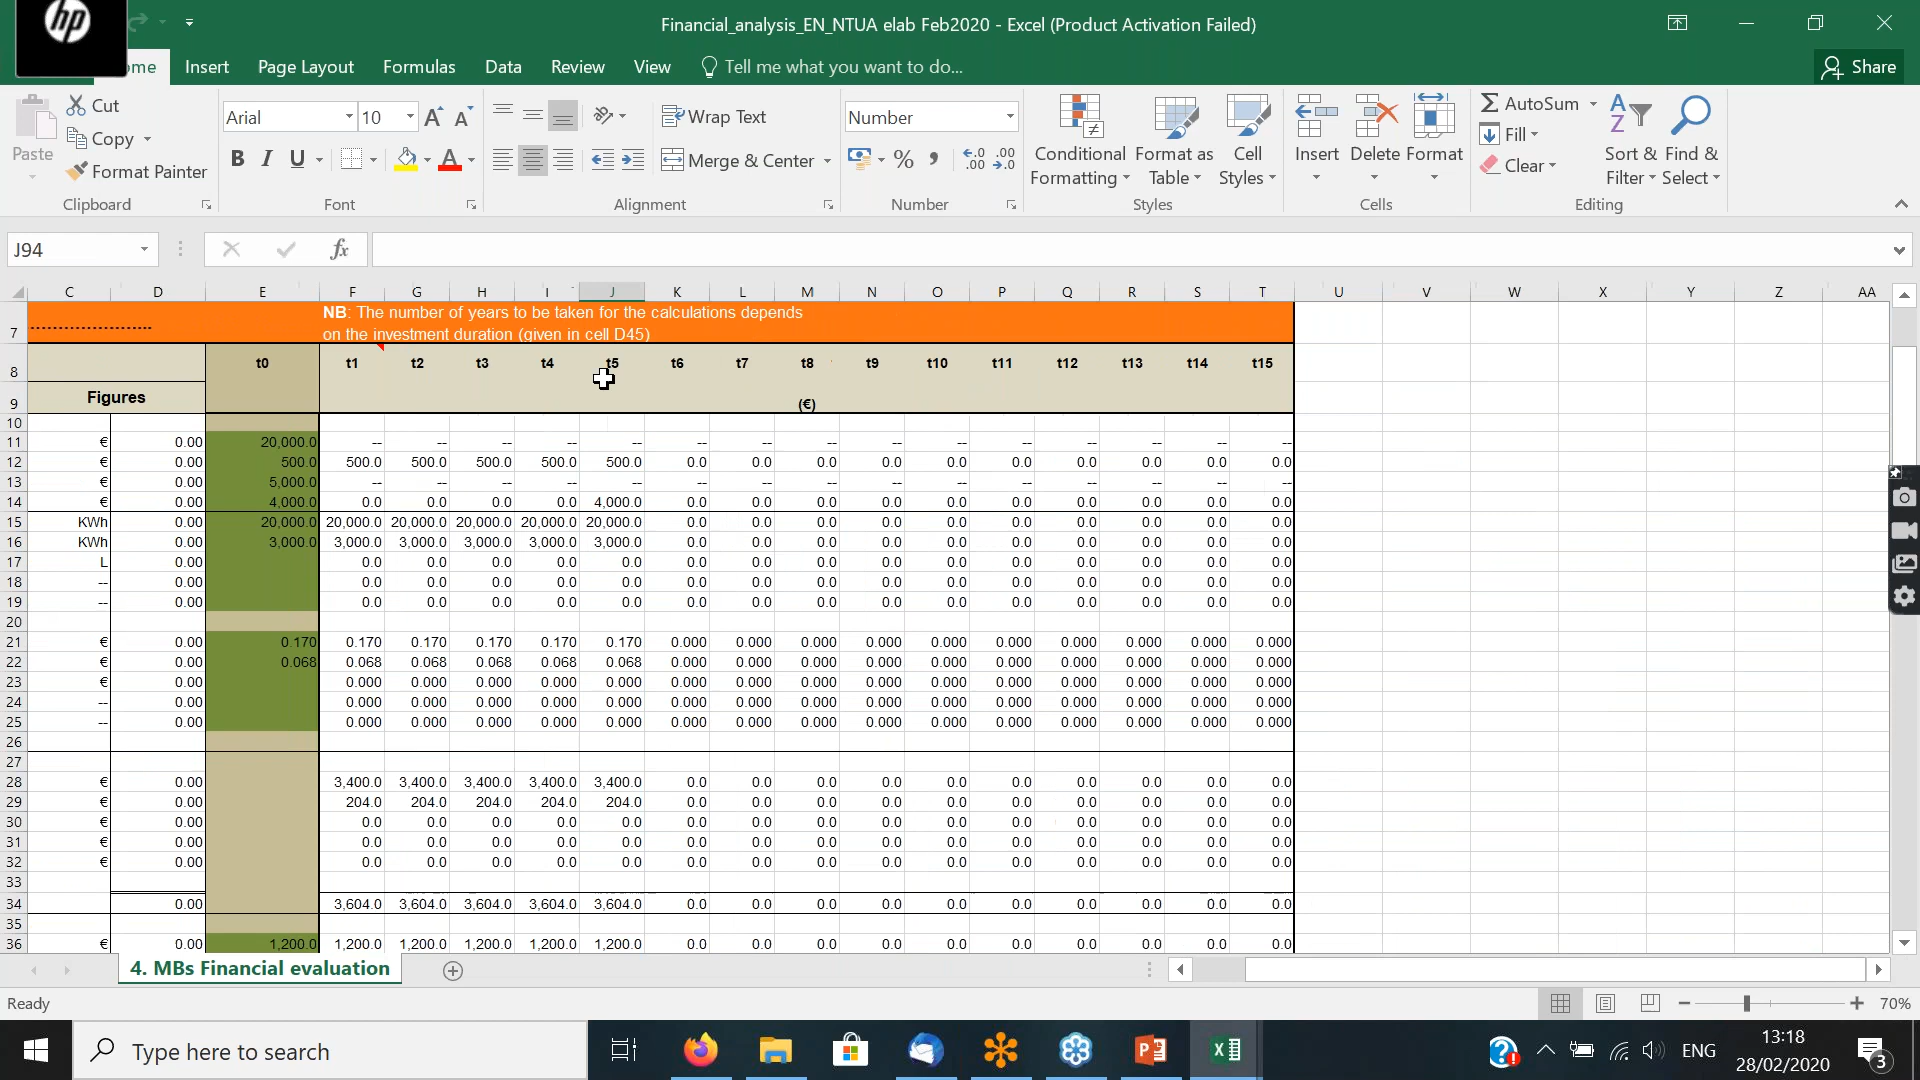 hp
Financial_analysis_EN_NTUA elab Feb2020 - Excel (Product Activation Failed)
ome Insert Page Layout Formulas Data Review View Tell me what you want to do... Share
Cut
Copy
Format Painter
Paste
Clipboard
Arial 10
B I U
Font
Wrap Text
Merge & Center
Alignment
Number
%
Number
Conditional Formatting
Format as Table
Cell Styles
Styles
Insert Delete Format
Cells
AutoSum
Fill
Clear
Sort & Filter
Find & Select
Editing
J94 fx
C D E F G H I J K L M N O P Q R S T U V W X Y Z AA
NB: The number of years to be taken for the calculations depends
7 ...................... on the investment duration (given in cell D45)
8 t0 t1 t2 t3 t4 t5 t6 t7 t8 t9 t10 t11 t12 t13 t14 t15
9 Figures (€)
10
11 € 0.00 20,000.0 -- -- -- -- -- -- -- -- -- -- -- -- -- -- --
12 € 0.00 500.0 500.0 500.0 500.0 500.0 500.0 0.0 0.0 0.0 0.0 0.0 0.0 0.0 0.0 0.0 0.0
13 € 0.00 5,000.0 -- -- -- -- -- -- -- -- -- -- -- -- -- -- --
14 € 0.00 4,000.0 0.0 0.0 0.0 0.0 4,000.0 0.0 0.0 0.0 0.0 0.0 0.0 0.0 0.0 0.0 0.0
15 KWh 0.00 20,000.0 20,000.0 20,000.0 20,000.0 20,000.0 20,000.0 0.0 0.0 0.0 0.0 0.0 0.0 0.0 0.0 0.0 0.0
16 KWh 0.00 3,000.0 3,000.0 3,000.0 3,000.0 3,000.0 3,000.0 0.0 0.0 0.0 0.0 0.0 0.0 0.0 0.0 0.0 0.0
17 L 0.00 0.0 0.0 0.0 0.0 0.0 0.0 0.0 0.0 0.0 0.0 0.0 0.0 0.0 0.0 0.0
18 -- 0.00 0.0 0.0 0.0 0.0 0.0 0.0 0.0 0.0 0.0 0.0 0.0 0.0 0.0 0.0 0.0
19 -- 0.00 0.0 0.0 0.0 0.0 0.0 0.0 0.0 0.0 0.0 0.0 0.0 0.0 0.0 0.0 0.0
20
21 € 0.00 0.170 0.170 0.170 0.170 0.170 0.170 0.000 0.000 0.000 0.000 0.000 0.000 0.000 0.000 0.000 0.000
22 € 0.00 0.068 0.068 0.068 0.068 0.068 0.068 0.000 0.000 0.000 0.000 0.000 0.000 0.000 0.000 0.000 0.000
23 € 0.00 0.000 0.000 0.000 0.000 0.000 0.000 0.000 0.000 0.000 0.000 0.000 0.000 0.000 0.000 0.000
24 -- 0.00 0.000 0.000 0.000 0.000 0.000 0.000 0.000 0.000 0.000 0.000 0.000 0.000 0.000 0.000 0.000
25 -- 0.00 0.000 0.000 0.000 0.000 0.000 0.000 0.000 0.000 0.000 0.000 0.000 0.000 0.000 0.000 0.000
26
27
28 € 0.00 3,400.0 3,400.0 3,400.0 3,400.0 3,400.0 0.0 0.0 0.0 0.0 0.0 0.0 0.0 0.0 0.0 0.0
29 € 0.00 204.0 204.0 204.0 204.0 204.0 0.0 0.0 0.0 0.0 0.0 0.0 0.0 0.0 0.0 0.0
30 € 0.00 0.0 0.0 0.0 0.0 0.0 0.0 0.0 0.0 0.0 0.0 0.0 0.0 0.0 0.0 0.0
31 € 0.00 0.0 0.0 0.0 0.0 0.0 0.0 0.0 0.0 0.0 0.0 0.0 0.0 0.0 0.0 0.0
32 € 0.00 0.0 0.0 0.0 0.0 0.0 0.0 0.0 0.0 0.0 0.0 0.0 0.0 0.0 0.0 0.0
33
34 0.00 3,604.0 3,604.0 3,604.0 3,604.0 3,604.0 0.0 0.0 0.0 0.0 0.0 0.0 0.0 0.0 0.0 0.0
35
36 € 0.00 1,200.0 1,200.0 1,200.0 1,200.0 1,200.0 1,200.0 0.0 0.0 0.0 0.0 0.0 0.0 0.0 0.0 0.0 0.0
4. MBs Financial evaluation
Ready 70%
Type here to search
ENG
13:18
28/02/2020
3